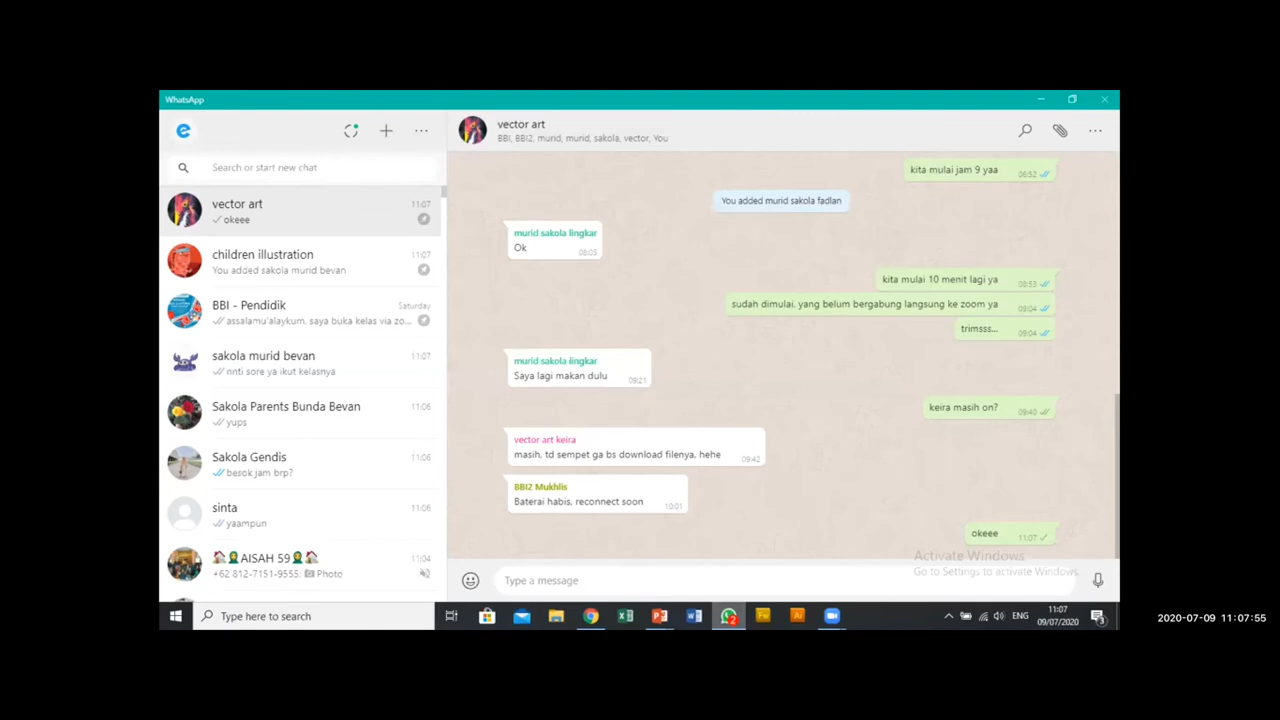 WhatsApp
Search or start new chat
vector art
11:07
okeee
children illustration
11:07
You added sakola murid bevan
BBI - Pendidik
Saturday
assalamu'alaykum. saya buka kelas via zo...
sakola murid bevan
11:07
nnti sore ya ikut kelasnya
Sakola Parents Bunda Bevan
11:06
yups
Sakola Gendis
11:06
besok jam brp?
sinta
11:06
yaampun
AISAH 59
11:04
+62 812-7151-9555: Photo
vector art
BBI, BBI2, murid, murid, sakola, vector, You
kita mulai jam 9 yaa
06:52
You added murid sakola fadlan
murid sakola lingkar
Ok
08:03
kita mulai 10 menit lagi ya
08:53
sudah dimulai. yang belum bergabung langsung ke zoom ya
09:04
trimsss...
09:04
murid sakola lingkar
Saya lagi makan dulu
09:21
keira masih on?
09:40
vector art keira
masih, td sempet ga bs download filenya, hehe
09:42
BBI2 Mukhlis
Baterai habis, reconnect soon
10:01
okeee
11:07
Activate Windows
Go to Settings to activate Windows.
Type a message
Type here to search
2
Fw
Ai
ENG
11:07
09/07/2020
3
2020-07-09 11:07:55